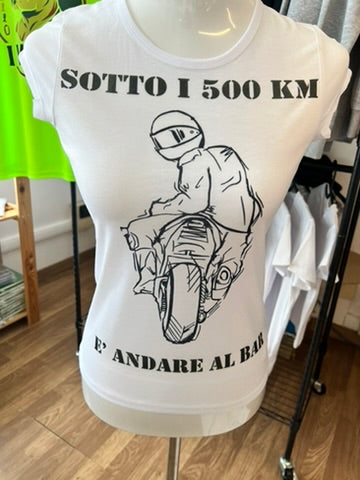 SOTTO I 500 KM
E' ANDARE AL BAR